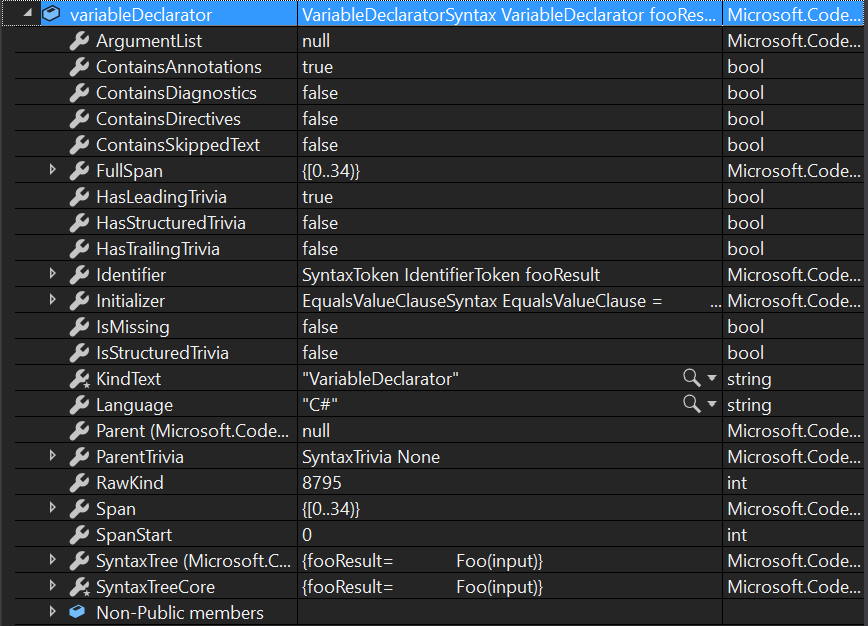 variableDeclarator VariableDeclaratorSyntax VariableDeclarator fooRes... Microsoft.Code...
ArgumentList null Microsoft.Code...
ContainsAnnotations true bool
ContainsDiagnostics false bool
ContainsDirectives false bool
ContainsSkippedText false bool
FullSpan {[0..34)} Microsoft.Code...
HasLeadingTrivia true bool
HasStructuredTrivia false bool
HasTrailingTrivia false bool
Identifier SyntaxToken IdentifierToken fooResult Microsoft.Code...
Initializer EqualsValueClauseSyntax EqualsValueClause = ... Microsoft.Code...
IsMissing false bool
IsStructuredTrivia false bool
KindText "VariableDeclarator" string
Language "C#" string
Parent (Microsoft.Code... null Microsoft.Code...
ParentTrivia SyntaxTrivia None Microsoft.Code...
RawKind 8795 int
Span {[0..34)} Microsoft.Code...
SpanStart 0 int
SyntaxTree (Microsoft.C... {fooResult= Foo(input)} Microsoft.Code...
SyntaxTreeCore {fooResult= Foo(input)} Microsoft.Code...
Non-Public members